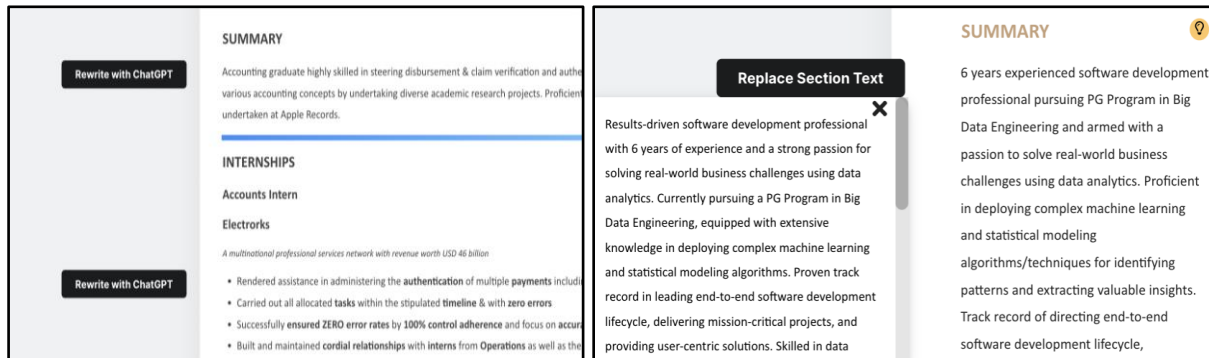 SUMMARY
Rewrite with ChatGPT
Accounting graduate highly skilled in steering disbursement & claim verification and authe
various accounting concepts by undertaking diverse academic research projects. Proficient
undertaken at Apple Records.
INTERNSHIPS
Accounts Intern
Electrorks
A multinational professional services network with revenue worth USD 46 billion
Rewrite with ChatGPT
• Rendered assistance in administering the authentication of multiple payments includi
• Carried out all allocated tasks within the stipulated timeline & with zero errors
• Successfully ensured ZERO error rates by 100% control adherence and focus on accura
• Built and maintained cordial relationships with interns from Operations as well as the
Replace Section Text
Results-driven software development professional
with 6 years of experience and a strong passion for
solving real-world business challenges using data
analytics. Currently pursuing a PG Program in Big
Data Engineering, equipped with extensive
knowledge in deploying complex machine learning
and statistical modeling algorithms. Proven track
record in leading end-to-end software development
lifecycle, delivering mission-critical projects, and
providing user-centric solutions. Skilled in data
SUMMARY
6 years experienced software development
professional pursuing PG Program in Big
Data Engineering and armed with a
passion to solve real-world business
challenges using data analytics. Proficient
in deploying complex machine learning
and statistical modeling
algorithms/techniques for identifying
patterns and extracting valuable insights.
Track record of directing end-to-end
software development lifecycle,